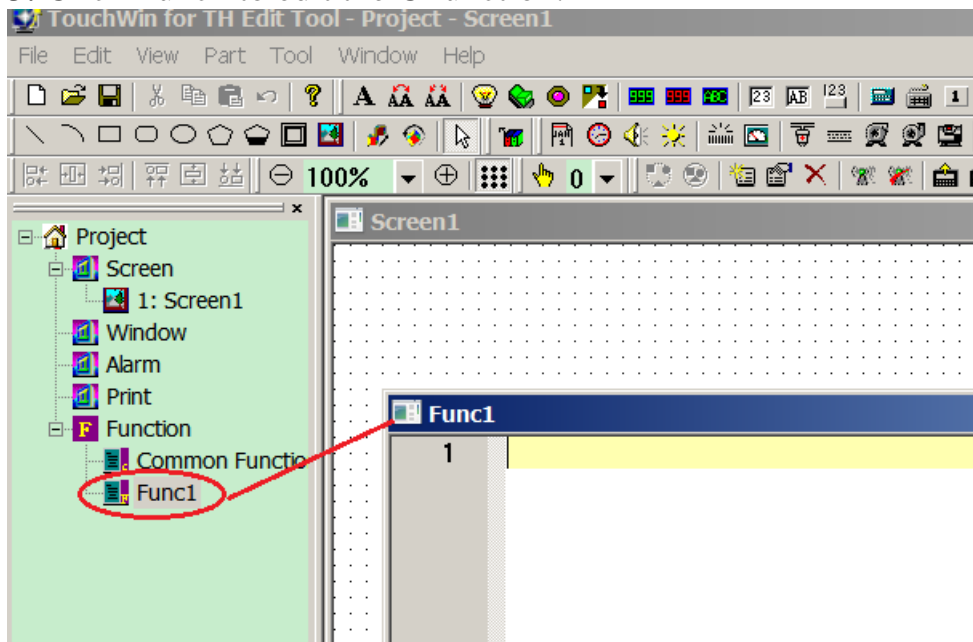 TouchWin for TH Edit Tool - Project - Screen1
File Edit View Part Tool Window Help
100% 0
Project
Screen
1: Screen1
Window
Alarm
Print
Function
Common Functio
Func1
Screen1
Func1
1